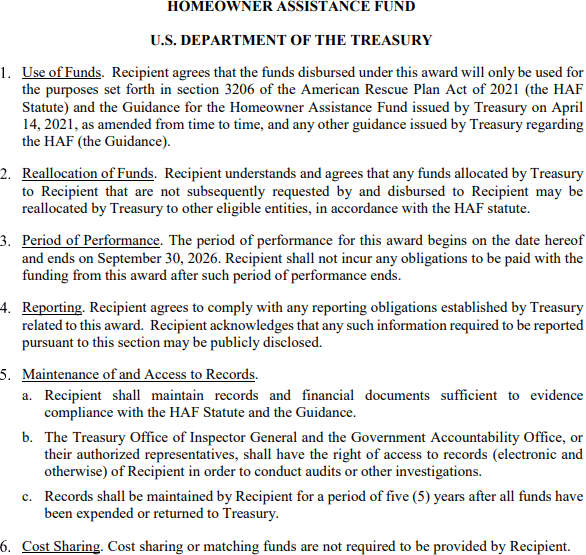 HOMEOWNER ASSISTANCE FUND
U.S. DEPARTMENT OF THE TREASURY
1. Use of Funds. Recipient agrees that the funds disbursed under this award will only be used for
the purposes set forth in section 3206 of the American Rescue Plan Act of 2021 (the HAF
Statute) and the Guidance for the Homeowner Assistance Fund issued by Treasury on April
14, 2021, as amended from time to time, and any other guidance issued by Treasury regarding
the HAF (the Guidance).
2. Reallocation of Funds. Recipient understands and agrees that any funds allocated by Treasury
to Recipient that are not subsequently requested by and disbursed to Recipient may be
reallocated by Treasury to other eligible entities, in accordance with the HAF statute.
3. Period of Performance. The period of performance for this award begins on the date hereof
and ends on September 30, 2026. Recipient shall not incur any obligations to be paid with the
funding from this award after such period of performance ends.
4. Reporting. Recipient agrees to comply with any reporting obligations established by Treasury
related to this award. Recipient acknowledges that any such information required to be reported
pursuant to this section may be publicly disclosed.
5. Maintenance of and Access to Records.
a. Recipient shall maintain records and financial documents sufficient to evidence
compliance with the HAF Statute and the Guidance.
b. The Treasury Office of Inspector General and the Government Accountability Office, or
their authorized representatives, shall have the right of access to records (electronic and
otherwise) of Recipient in order to conduct audits or other investigations.
c. Records shall be maintained by Recipient for a period of five (5) years after all funds have
been expended or returned to Treasury.
6. Cost Sharing. Cost sharing or matching funds are not required to be provided by Recipient.